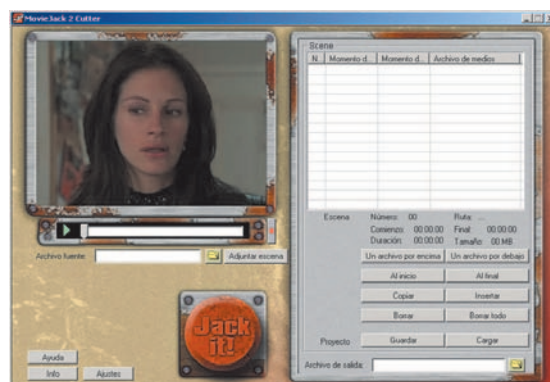 MovieJack 2 Cutter
Archivo fuente:
Adjuntar escena
Jack
it!
Ayuda
Info
Ajustes
Scene
N... Momento d... Momento d... Archivo de medios
Escena Número: 00 Ruta: ...
Comienzo: 00:00:00 Final: 00:00:00
Duración: 00:00:00 Tamaño: 00 MB
Un archivo por encima Un archivo por debajo
Al inicio Al final
Copiar Insertar
Borrar Borrar todo
Proyecto Guardar Cargar
Archivo de salida: